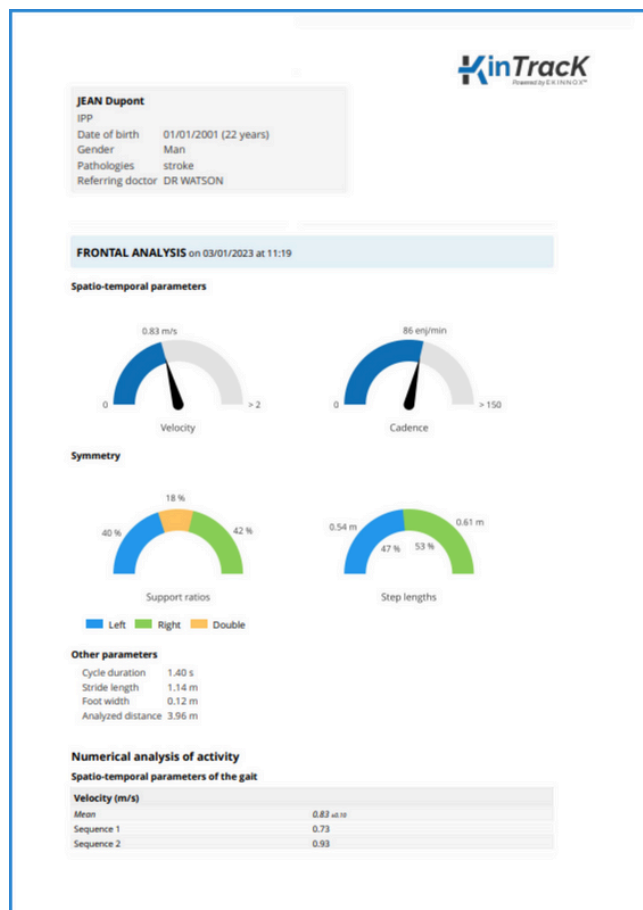 KinTracK
Powered by EKINNOX™
JEAN Dupont
IPP
Date of birth 01/01/2001 (22 years)
Gender Man
Pathologies stroke
Referring doctor DR WATSON
FRONTAL ANALYSIS on 03/01/2023 at 11:19
Spatio-temporal parameters
0.83 m/s
0
> 2
Velocity
86 enj/min
0
> 150
Cadence
Symmetry
18 %
40 %
42 %
Support ratios
0.54 m
0.61 m
47 %
53 %
Step lengths
Left Right Double
Other parameters
Cycle duration 1.40 s
Stride length 1.14 m
Foot width 0.12 m
Analyzed distance 3.96 m
Numerical analysis of activity
Spatio-temporal parameters of the gait
Velocity (m/s)
Mean 0.83 ±0.10
Sequence 1 0.73
Sequence 2 0.93